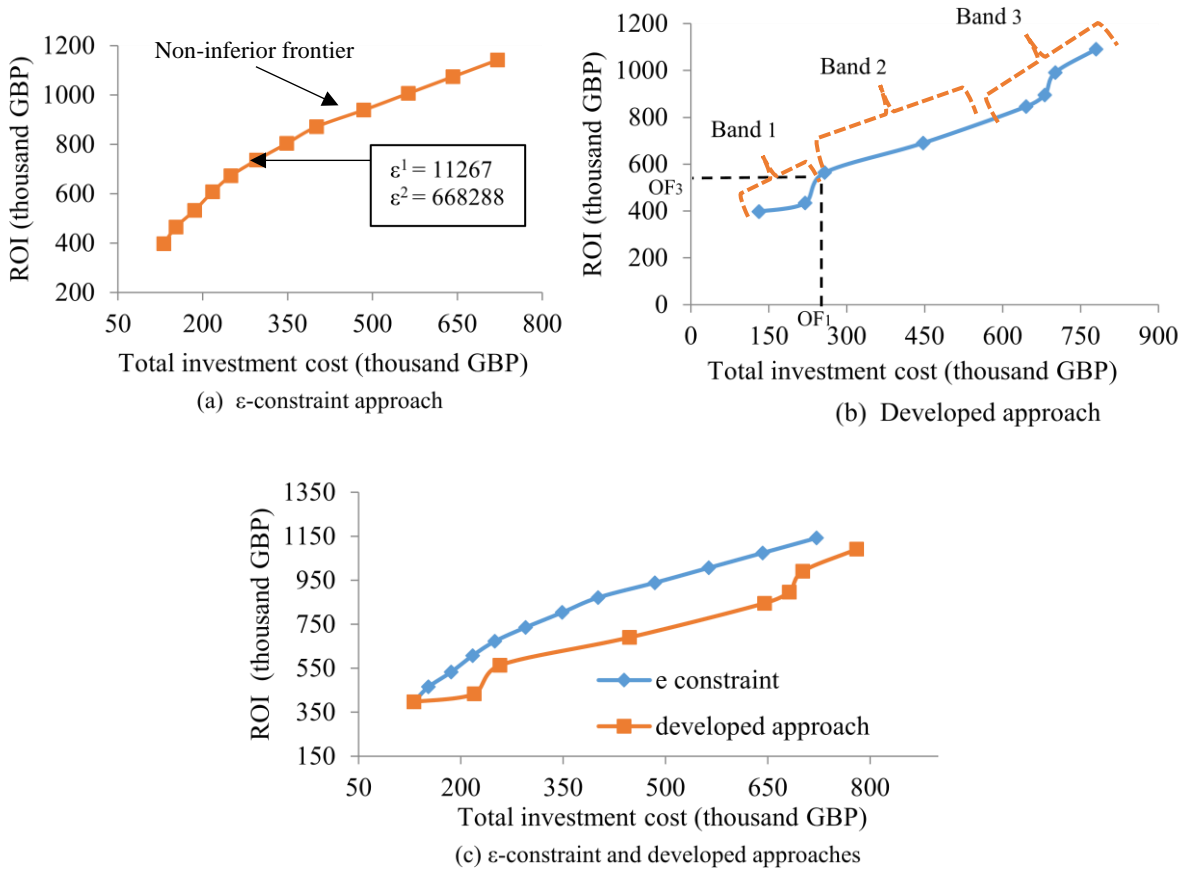 ROI (thousand GBP)
1200
1000
800
600
400
200
50
200
350
500
650
800
Non-inferior frontier
ε¹ = 11267
ε² = 668288
Total investment cost (thousand GBP)
(a) ε-constraint approach
ROI (thousand GBP)
1200
1000
800
600
OF₃
400
200
0
0
150
OF₁
300
450
600
750
900
Band 1
Band 2
Band 3
Total investment cost (thousand GBP)
(b) Developed approach
ROI (thousand GBP)
1350
1150
950
750
550
350
150
50
200
350
500
650
800
e constraint
developed approach
Total investment cost (thousand GBP)
(c) ε-constraint and developed approaches